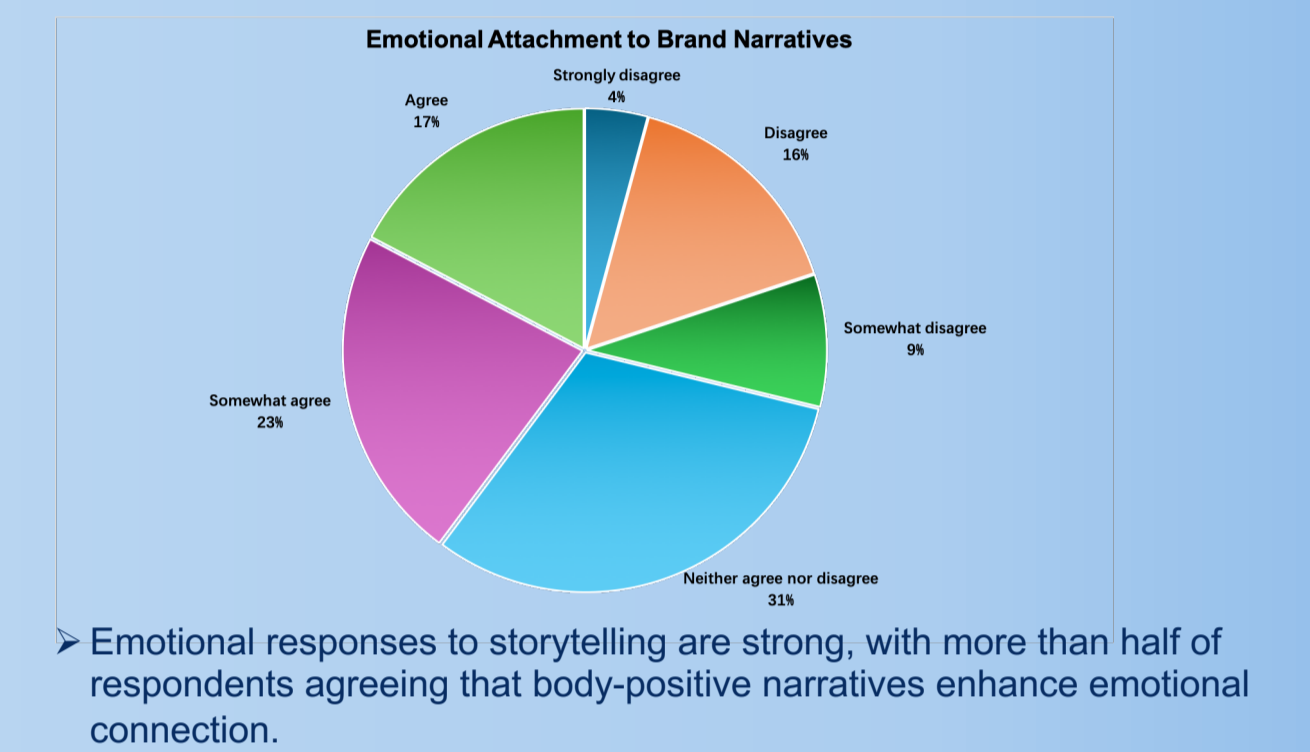 Emotional Attachment to Brand Narratives
Strongly disagree
4%
Agree
17%
Disagree
16%
Somewhat disagree
9%
Somewhat agree
23%
Neither agree nor disagree
31%
➢ Emotional responses to storytelling are strong, with more than half of
respondents agreeing that body-positive narratives enhance emotional
connection.